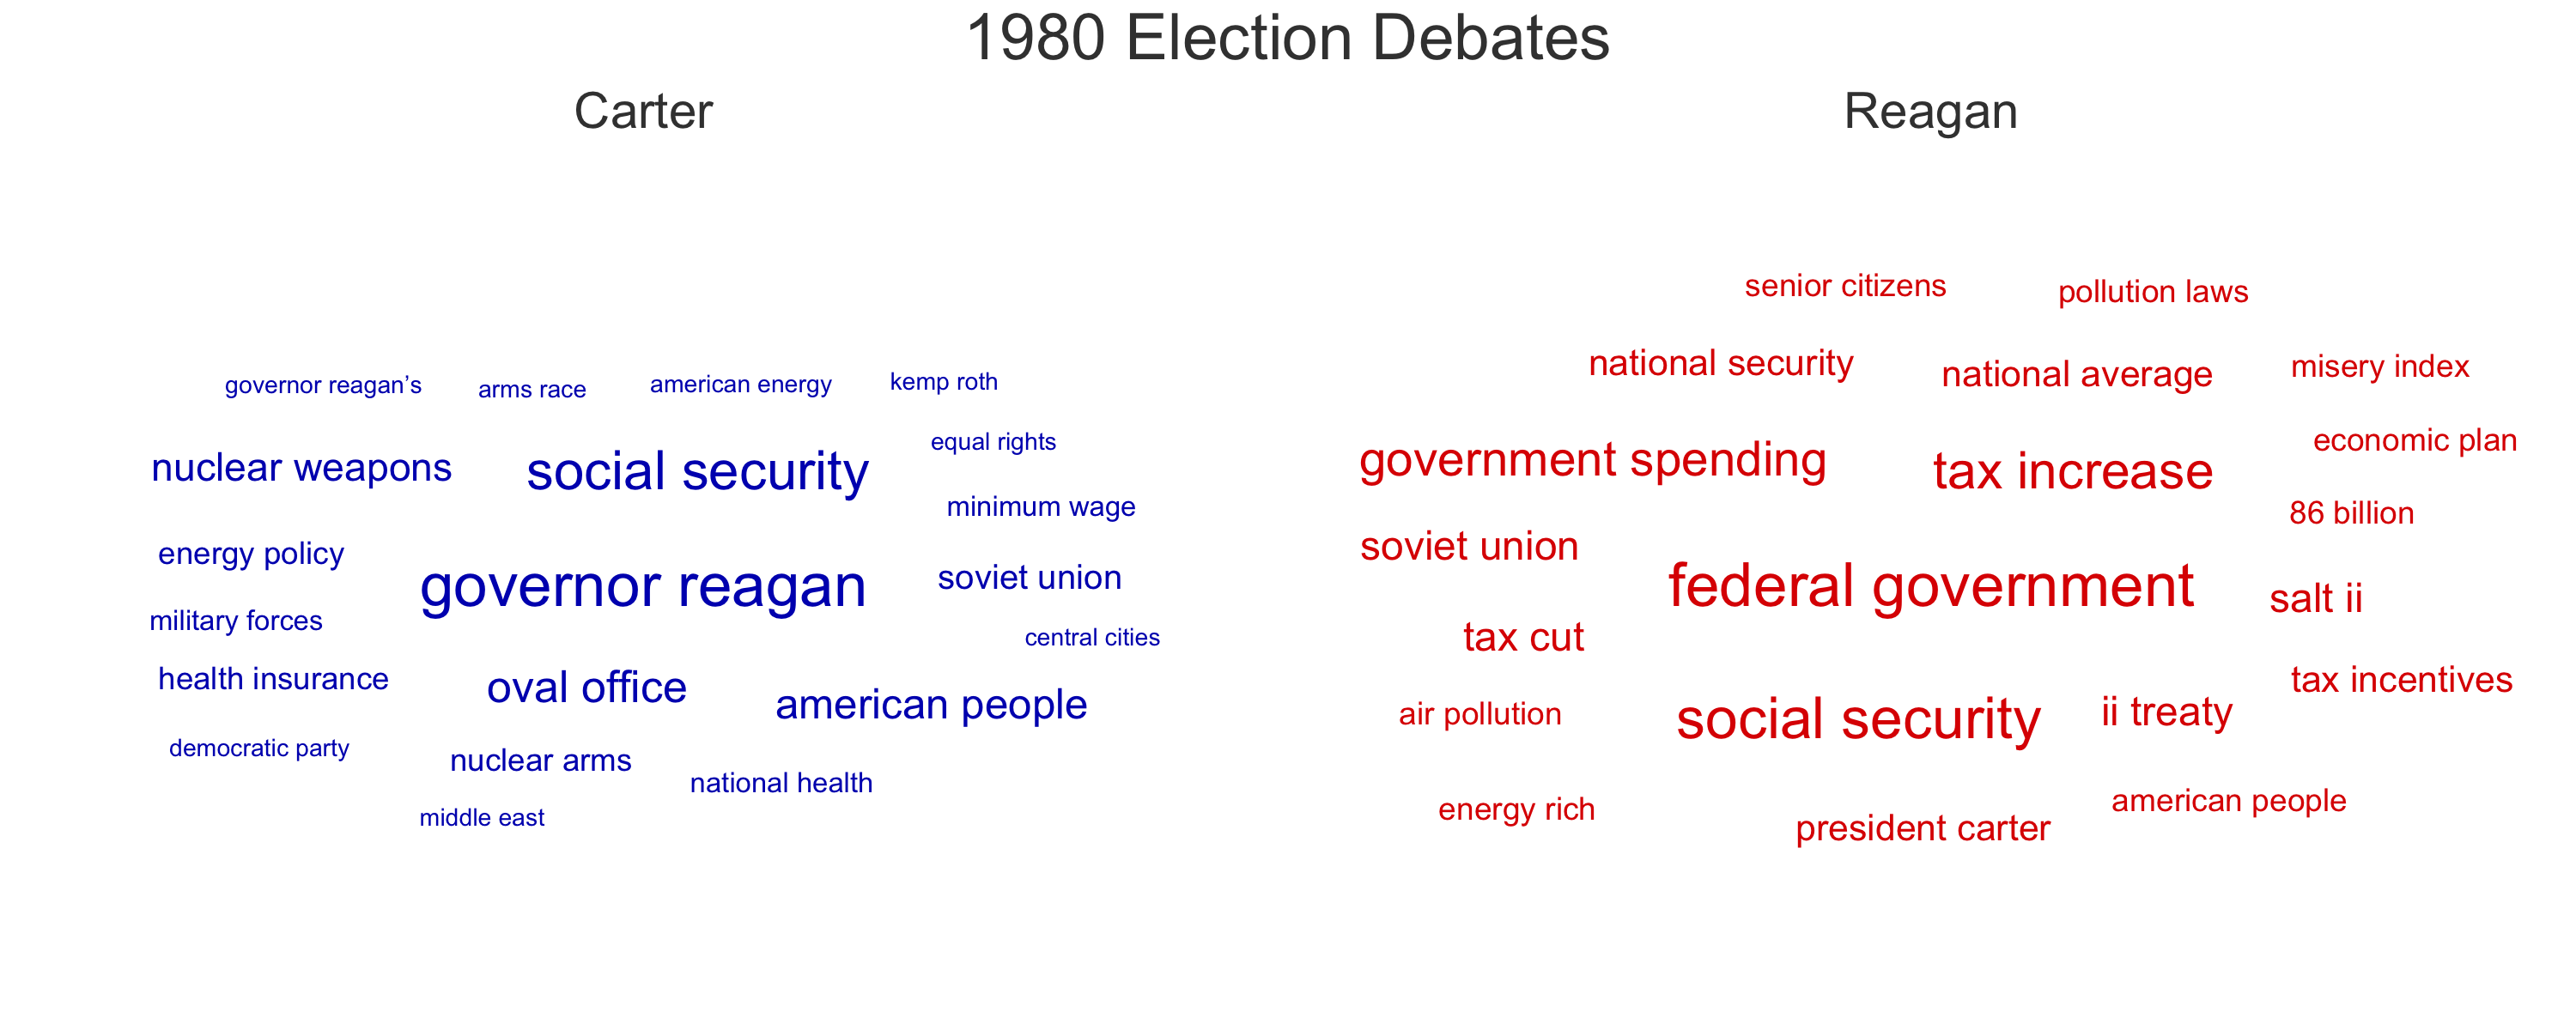 1980 Election Debates
Carter
governor reagan’s
arms race
american energy
kemp roth
equal rights
nuclear weapons
social security
minimum wage
energy policy
governor reagan
soviet union
military forces
central cities
health insurance
oval office
american people
democratic party
nuclear arms
national health
middle east
Reagan
senior citizens
pollution laws
national security
national average
misery index
economic plan
government spending
tax increase
86 billion
soviet union
federal government
salt ii
tax cut
tax incentives
air pollution
social security
ii treaty
american people
energy rich
president carter